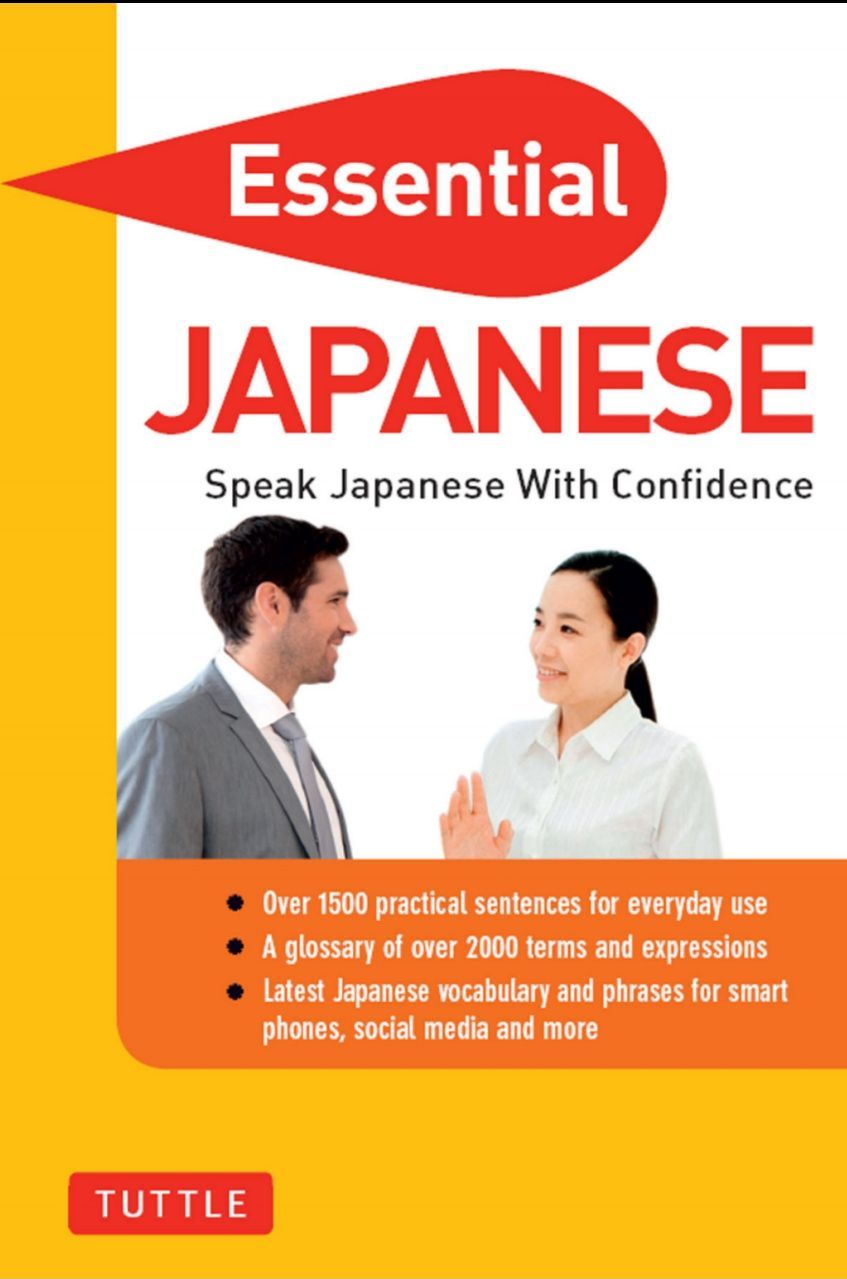 Essential
JAPANESE
Speak Japanese With Confidence
Over 1500 practical sentences for everyday use
A glossary of over 2000 terms and expressions
Latest Japanese vocabulary and phrases for smart
phones, social media and more
TUTTLE